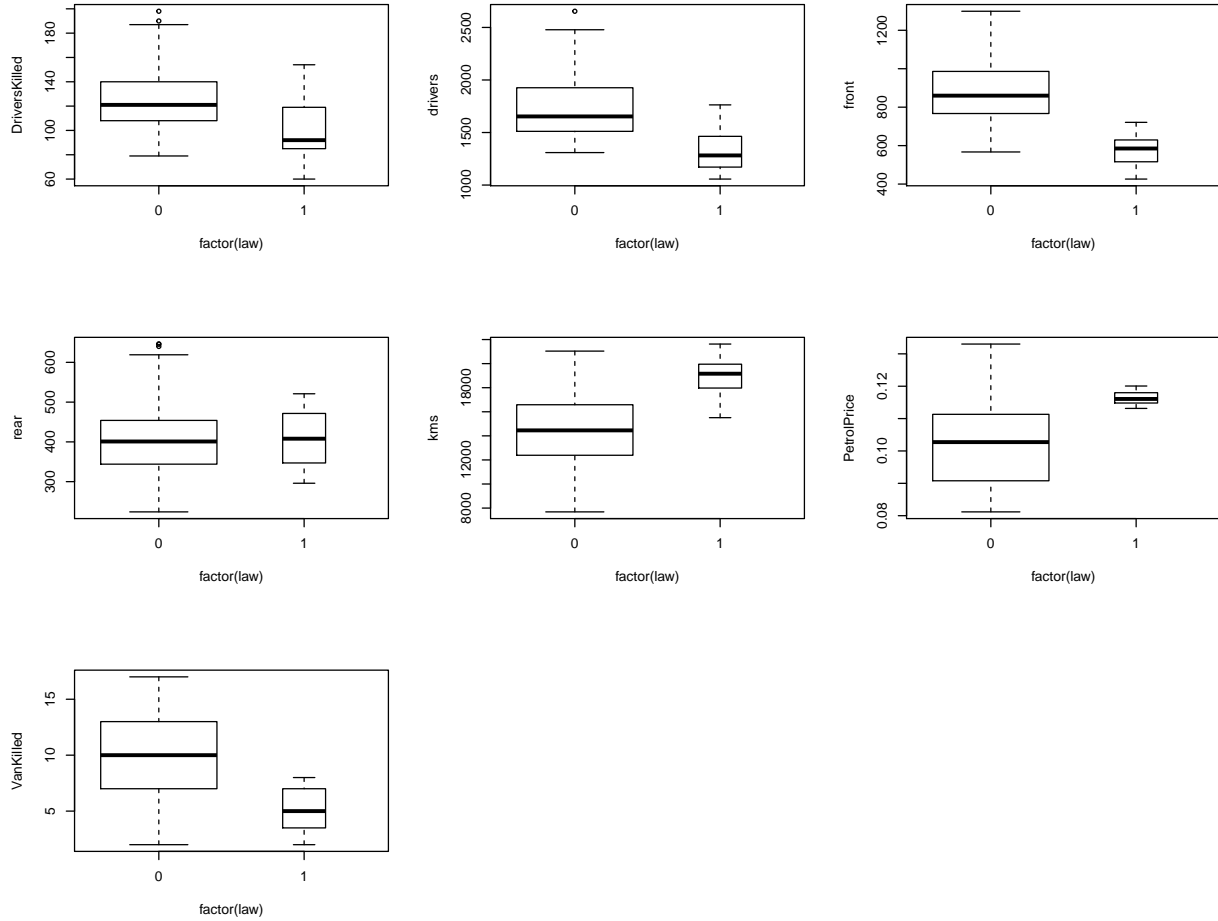 DriversKilled
60 100 140 180
0 1
factor(law)
drivers
1000 1500 2000 2500
0 1
factor(law)
front
400 600 800 1200
0 1
factor(law)
rear
300 400 500 600
0 1
factor(law)
kms
8000 12000 18000
0 1
factor(law)
PetrolPrice
0.08 0.10 0.12
0 1
factor(law)
VanKilled
5 10 15
0 1
factor(law)